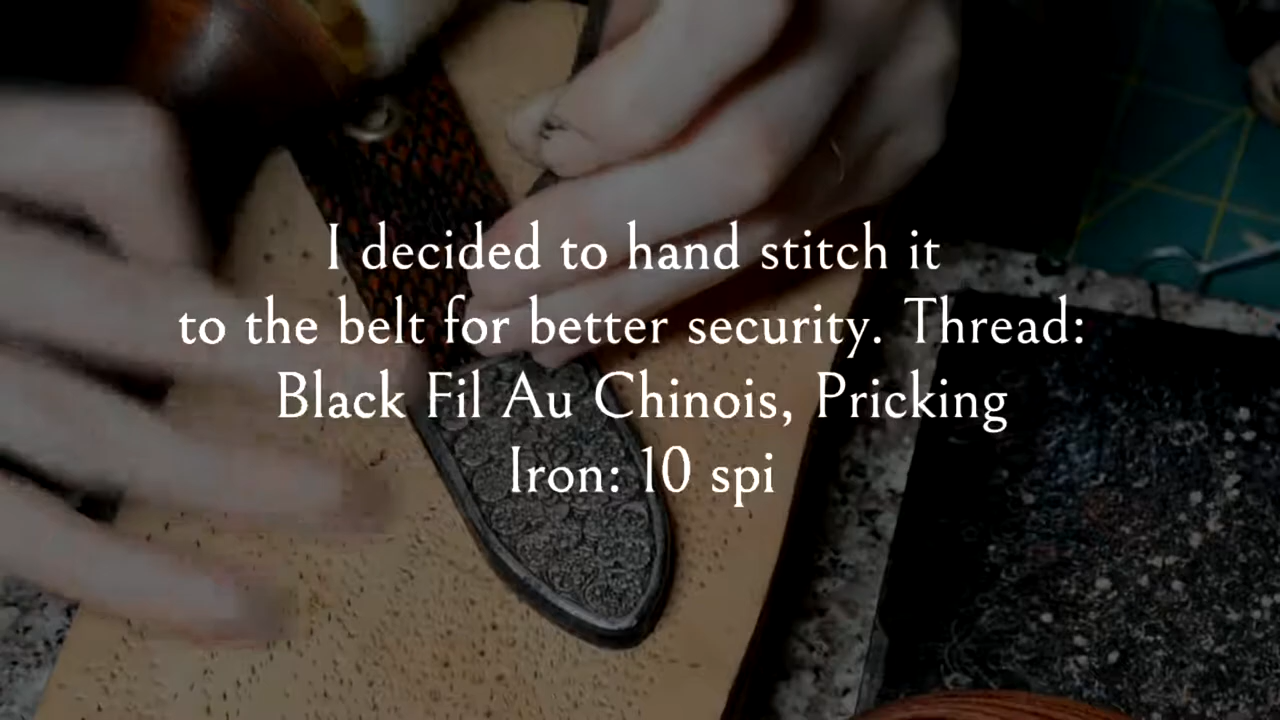 I decided to hand stitch it
to the belt for better security. Thread:
Black Fil Au Chinois, Pricking
Iron: 10 spi